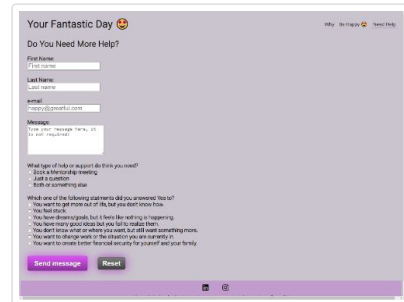 Your Fantastic Day 🤩
Why Be Happy 🤩 Need Help
Do You Need More Help?
First Name:
First name
Last Name:
Last name
e-mail:
happy@greatful.com
Message:
Type your message here, it
is not required!
What type of help or support do think you need?
Book a Mentorship meeting
Just a question
Both or something else
Which one of the following statments did you answered Yes to?
You want to get more out of life, but you don't know how.
You feel stuck.
You have dreams/goals, but it feels like nothing is happening.
You have many good ideas but you fail to realize them.
You don't know what or where you want, but still want something more.
You want to change work or the situation you are currently in.
You want to create better financial security for yourself and your family.
Send message Reset